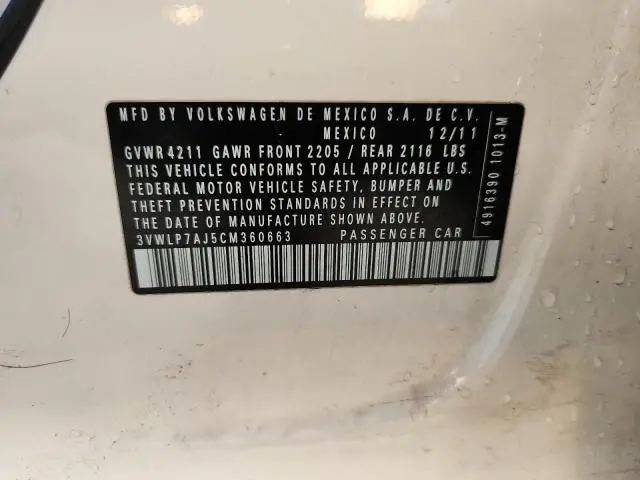 MFD BY VOLKSWAGEN DE MEXICO S.A. DE C.V.
MEXICO 12/11
GVWR 4211 GAWR FRONT 2205 / REAR 2116 LBS
THIS VEHICLE CONFORMS TO ALL APPLICABLE U.S.
FEDERAL MOTOR VEHICLE SAFETY, BUMPER AND
THEFT PREVENTION STANDARDS IN EFFECT ON
THE DATE OF MANUFACTURE SHOWN ABOVE.
3VWLP7AJ5CM360663 PASSENGER CAR
4916390 1013-M